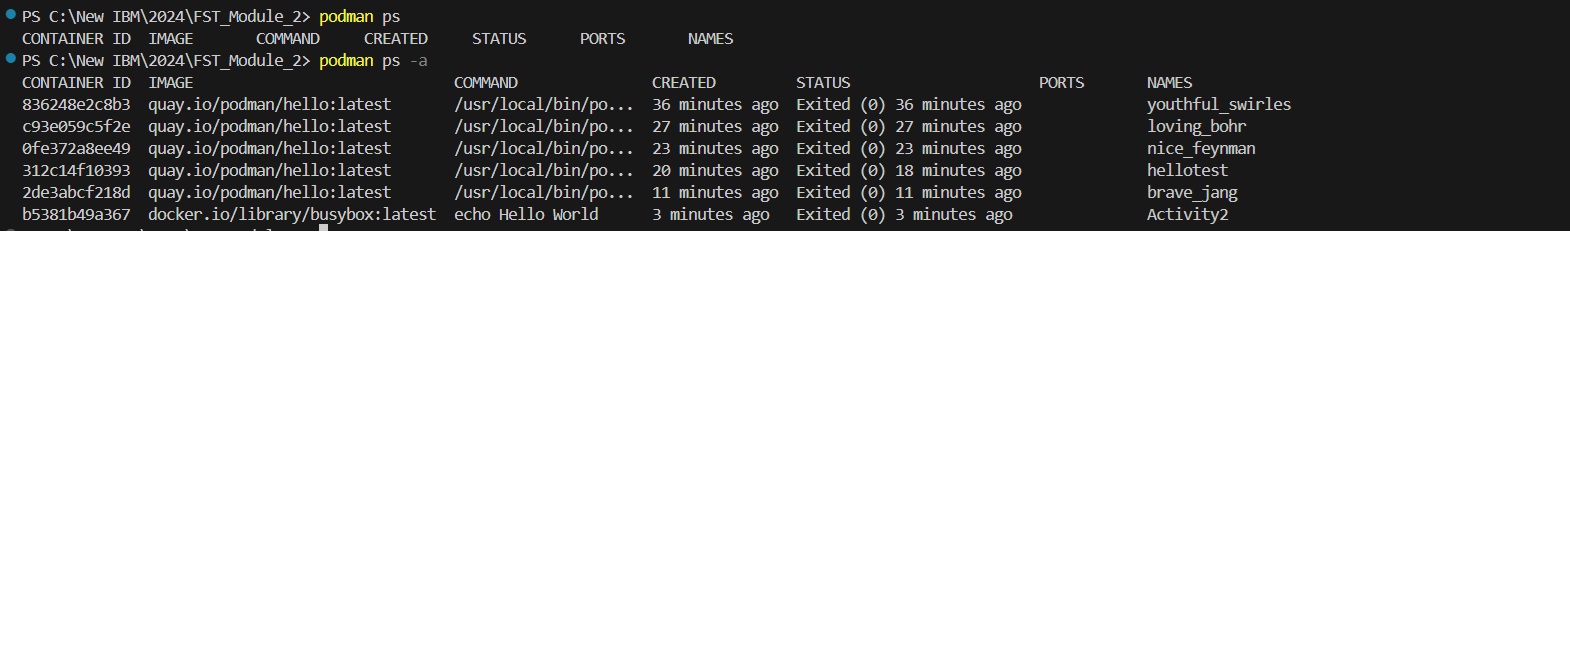 PS C:\New IBM\2024\FST_Module_2> podman ps
CONTAINER ID  IMAGE       COMMAND     CREATED     STATUS      PORTS       NAMES
PS C:\New IBM\2024\FST_Module_2> podman ps -a
CONTAINER ID  IMAGE                             COMMAND               CREATED         STATUS                     PORTS       NAMES
836248e2c8b3  quay.io/podman/hello:latest       /usr/local/bin/po...  36 minutes ago  Exited (0) 36 minutes ago              youthful_swirles
c93e059c5f2e  quay.io/podman/hello:latest       /usr/local/bin/po...  27 minutes ago  Exited (0) 27 minutes ago              loving_bohr
0fe372a8ee49  quay.io/podman/hello:latest       /usr/local/bin/po...  23 minutes ago  Exited (0) 23 minutes ago              nice_feynman
312c14f10393  quay.io/podman/hello:latest       /usr/local/bin/po...  20 minutes ago  Exited (0) 18 minutes ago              hellotest
2de3abcf218d  quay.io/podman/hello:latest       /usr/local/bin/po...  11 minutes ago  Exited (0) 11 minutes ago              brave_jang
b5381b49a367  docker.io/library/busybox:latest  echo Hello World      3 minutes ago   Exited (0) 3 minutes ago               Activity2